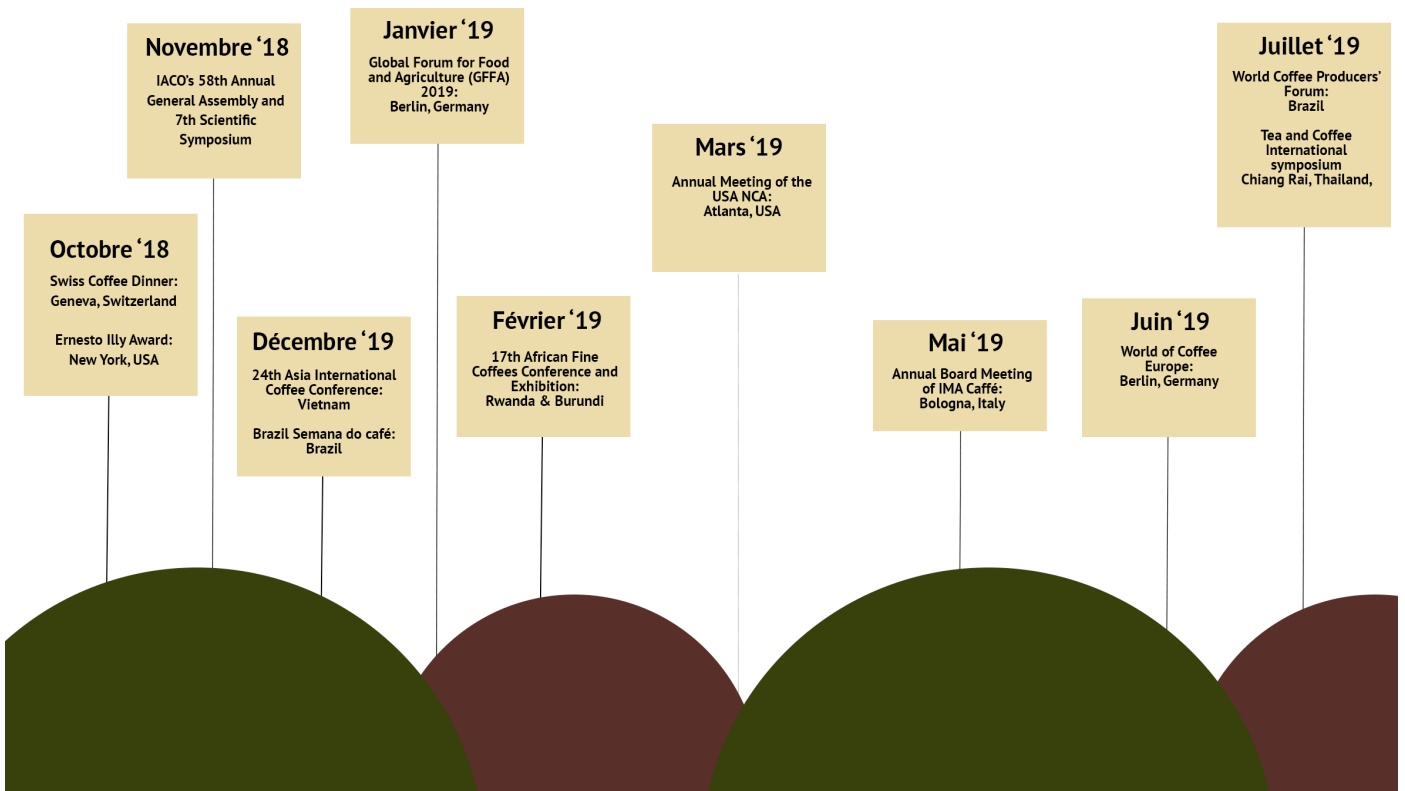 Octobre ‘18
Swiss Coffee Dinner:
Geneva, Switzerland
Ernesto Illy Award:
New York, USA
Novembre ‘18
IACO’s 58th Annual
General Assembly and
7th Scientific
Symposium
Décembre ‘19
24th Asia International
Coffee Conference:
Vietnam
Brazil Semana do café:
Brazil
Janvier ‘19
Global Forum for Food
and Agriculture (GFFA)
2019:
Berlin, Germany
Février ‘19
17th African Fine
Coffees Conference and
Exhibition:
Rwanda & Burundi
Mars ‘19
Annual Meeting of the
USA NCA:
Atlanta, USA
Mai ‘19
Annual Board Meeting
of IMA Caffé:
Bologna, Italy
Juin ‘19
World of Coffee
Europe:
Berlin, Germany
Juillet ‘19
World Coffee Producers’
Forum:
Brazil
Tea and Coffee
International
symposium
Chiang Rai, Thailand,